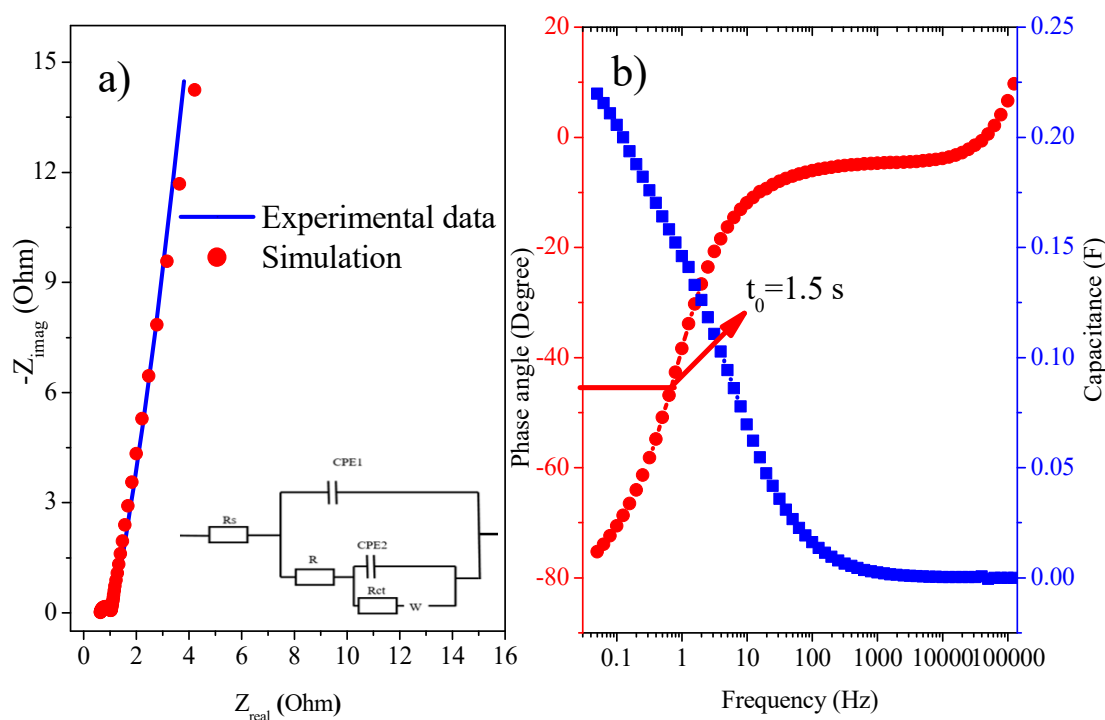 a)
15
12
9
6
3
0
-Z_imag (Ohm)
Experimental data
Simulation
CPE1
Rs
R
CPE2
Rct
W
0 2 4 6 8 10 12 14 16
Z_real (Ohm)
b)
20
0
-20
-40
-60
-80
Phase angle (Degree)
t_0=1.5 s
0.25
0.20
0.15
0.10
0.05
0.00
Capacitance (F)
0.1 1 10 100 1000 10000 100000
Frequency (Hz)